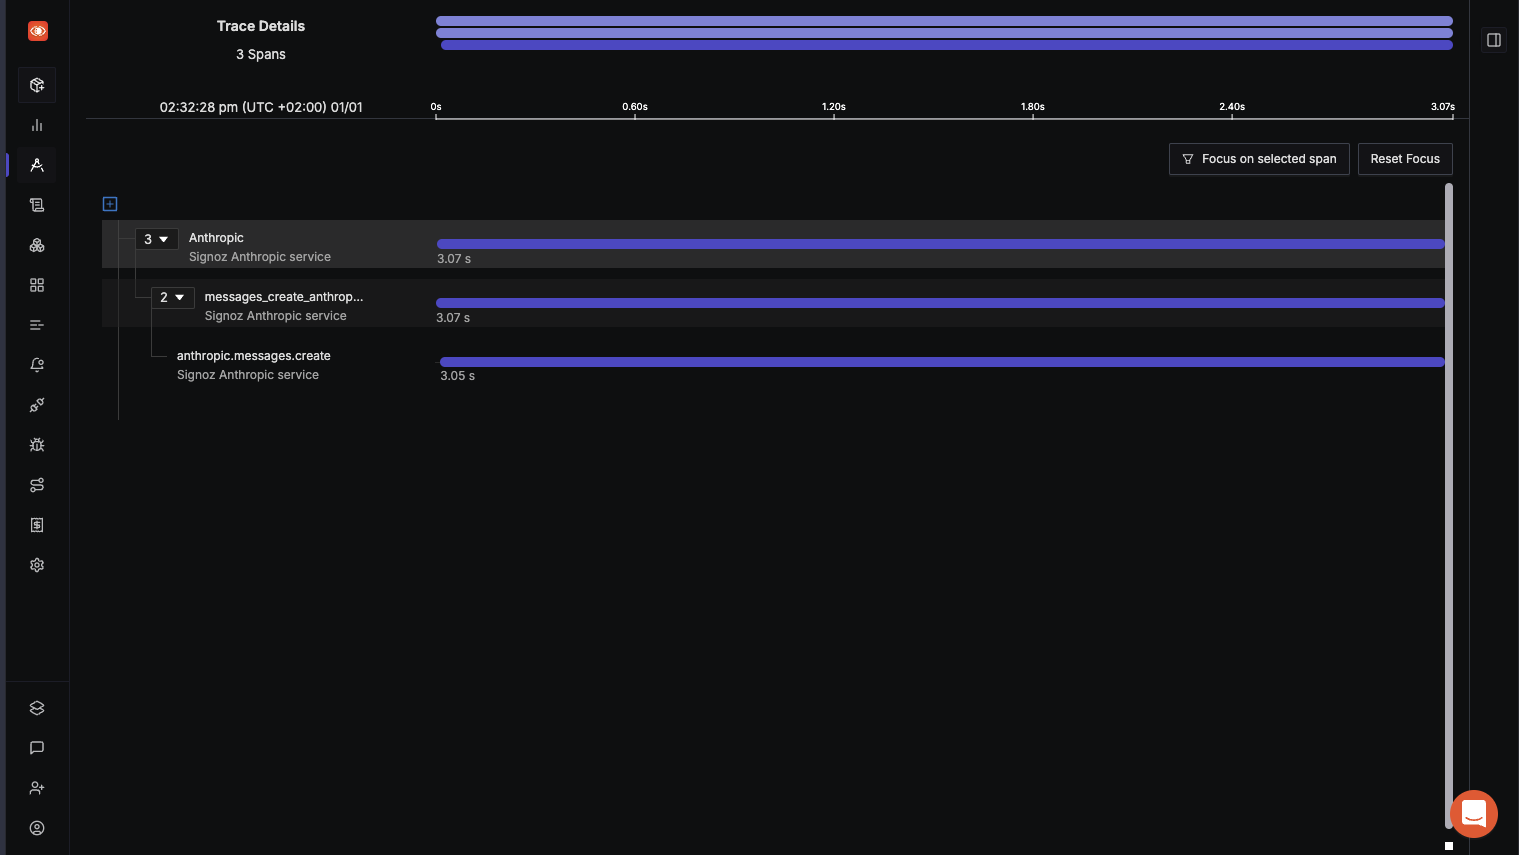 Trace Details
3 Spans
02:32:28 pm (UTC +02:00) 01/01
0s 0.60s 1.20s 1.80s 2.40s 3.07s
Focus on selected span
Reset Focus
3 Anthropic
Signoz Anthropic service
3.07 s
2 messages_create_anthrop...
Signoz Anthropic service
3.07 s
anthropic.messages.create
Signoz Anthropic service
3.05 s